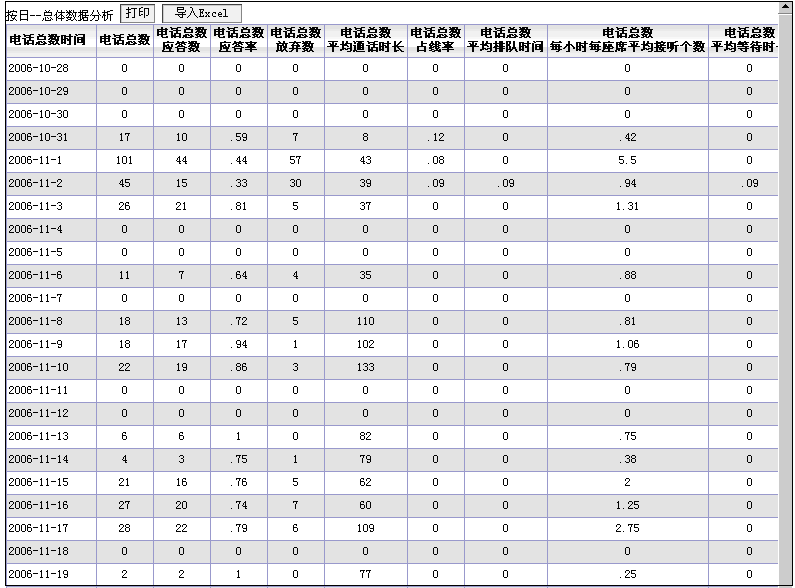 按日--总体数据分析 打印 导入Excel
电话总数时间 电话总数 电话总数应答数 电话总数应答率 电话总数放弃数 电话总数平均通话时长 电话总数占线率 电话总数平均排队时间 电话总数每小时每座席平均接听个数 电话总数平均等待时
2006-10-28 0 0 0 0 0 0 0 0 0
2006-10-29 0 0 0 0 0 0 0 0 0
2006-10-30 0 0 0 0 0 0 0 0 0
2006-10-31 17 10 .59 7 8 .12 0 .42 0
2006-11-1 101 44 .44 57 43 .08 0 5.5 0
2006-11-2 45 15 .33 30 39 .09 .09 .94 .09
2006-11-3 26 21 .81 5 37 0 0 1.31 0
2006-11-4 0 0 0 0 0 0 0 0 0
2006-11-5 0 0 0 0 0 0 0 0 0
2006-11-6 11 7 .64 4 35 0 0 .88 0
2006-11-7 0 0 0 0 0 0 0 0 0
2006-11-8 18 13 .72 5 110 0 0 .81 0
2006-11-9 18 17 .94 1 102 0 0 1.06 0
2006-11-10 22 19 .86 3 133 0 0 .79 0
2006-11-11 0 0 0 0 0 0 0 0 0
2006-11-12 0 0 0 0 0 0 0 0 0
2006-11-13 6 6 1 0 82 0 0 .75 0
2006-11-14 4 3 .75 1 79 0 0 .38 0
2006-11-15 21 16 .76 5 62 0 0 2 0
2006-11-16 27 20 .74 7 60 0 0 1.25 0
2006-11-17 28 22 .79 6 109 0 0 2.75 0
2006-11-18 0 0 0 0 0 0 0 0 0
2006-11-19 2 2 1 0 77 0 0 .25 0